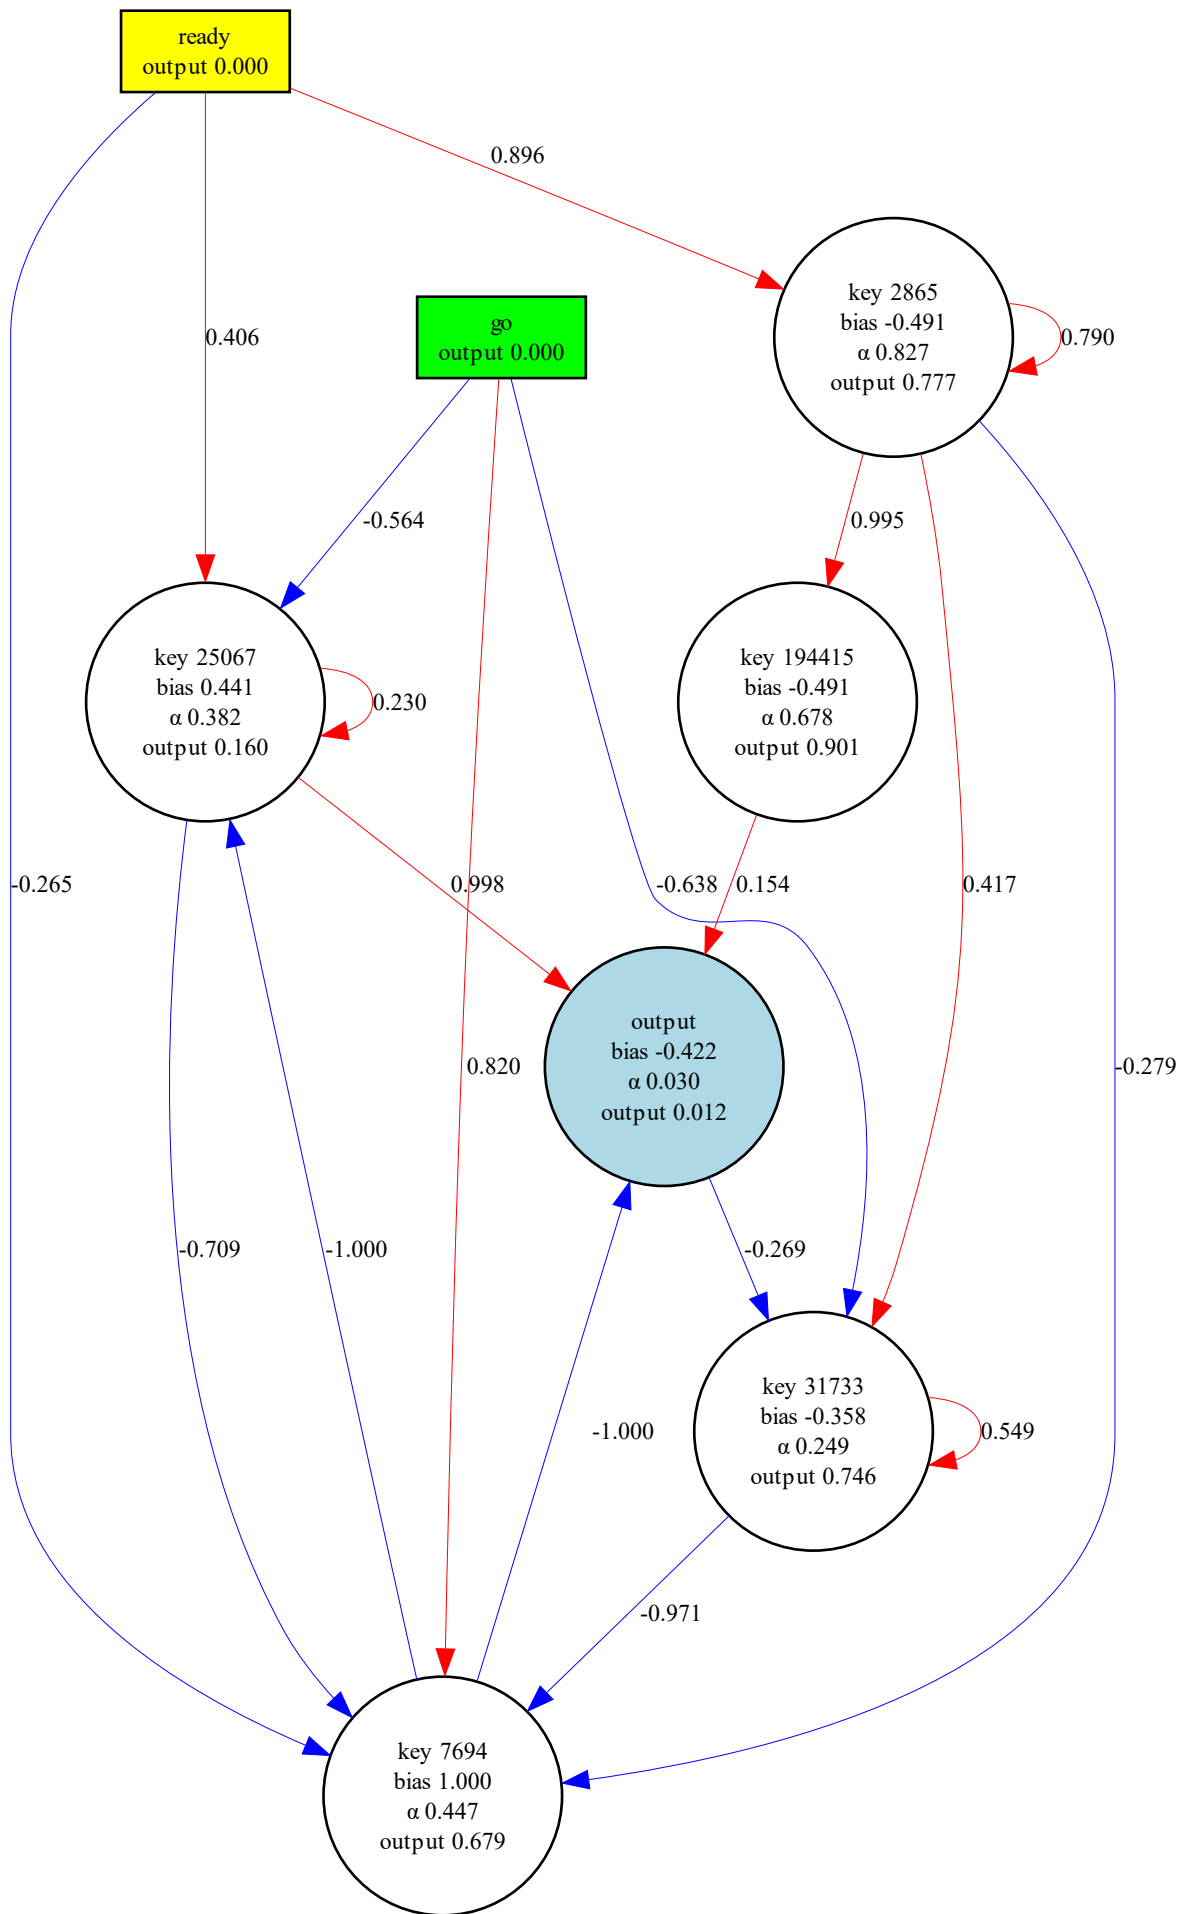 ready
output 0.000
0.896
key 2865
bias -0.491
α 0.827
output 0.777
0.790
go
output 0.000
0.406
-0.564
0.995
key 25067
bias 0.441
α 0.382
output 0.160
0.230
key 194415
bias -0.491
α 0.678
output 0.901
-0.265
0.998
-0.638
0.154
0.417
output
bias -0.422
α 0.030
output 0.012
0.820
-0.279
-0.709
-1.000
-0.269
key 31733
bias -0.358
α 0.249
output 0.746
0.549
-1.000
-0.971
key 7694
bias 1.000
α 0.447
output 0.679